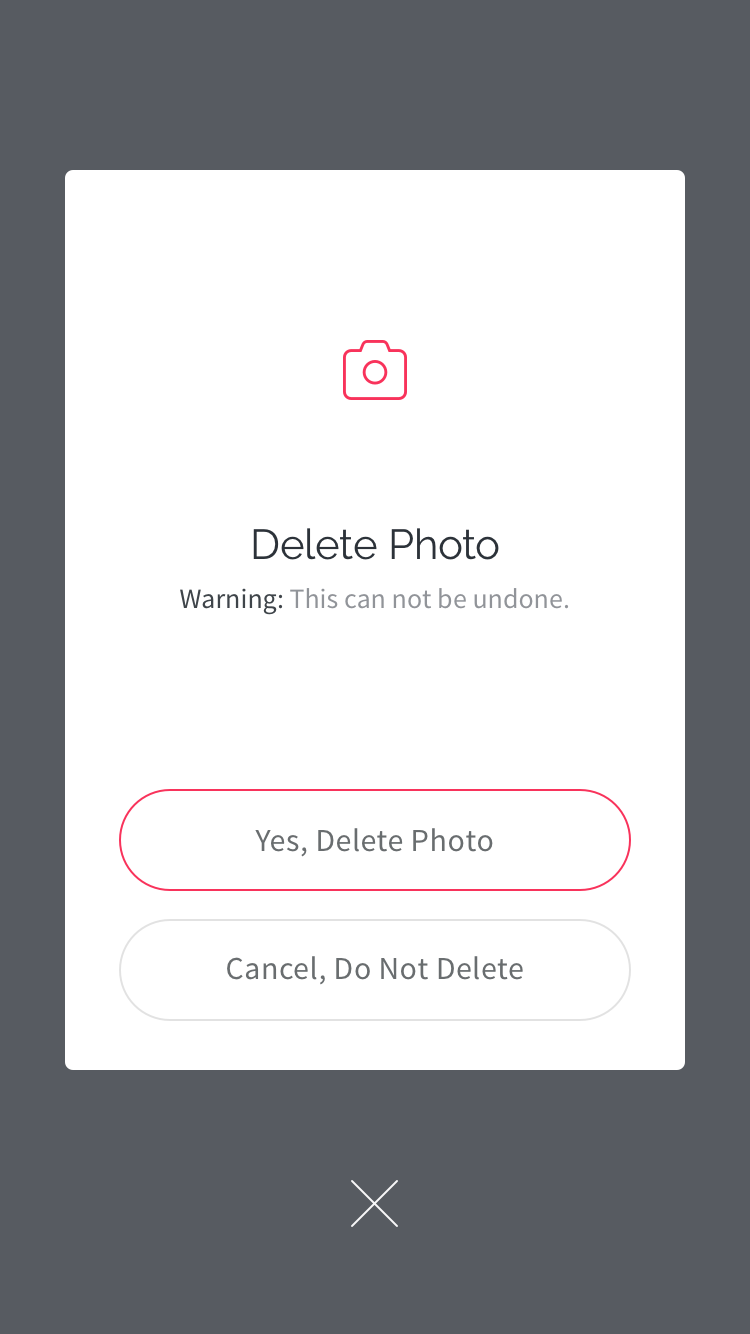 Delete Photo
Warning: This can not be undone.
Yes, Delete Photo
Cancel, Do Not Delete